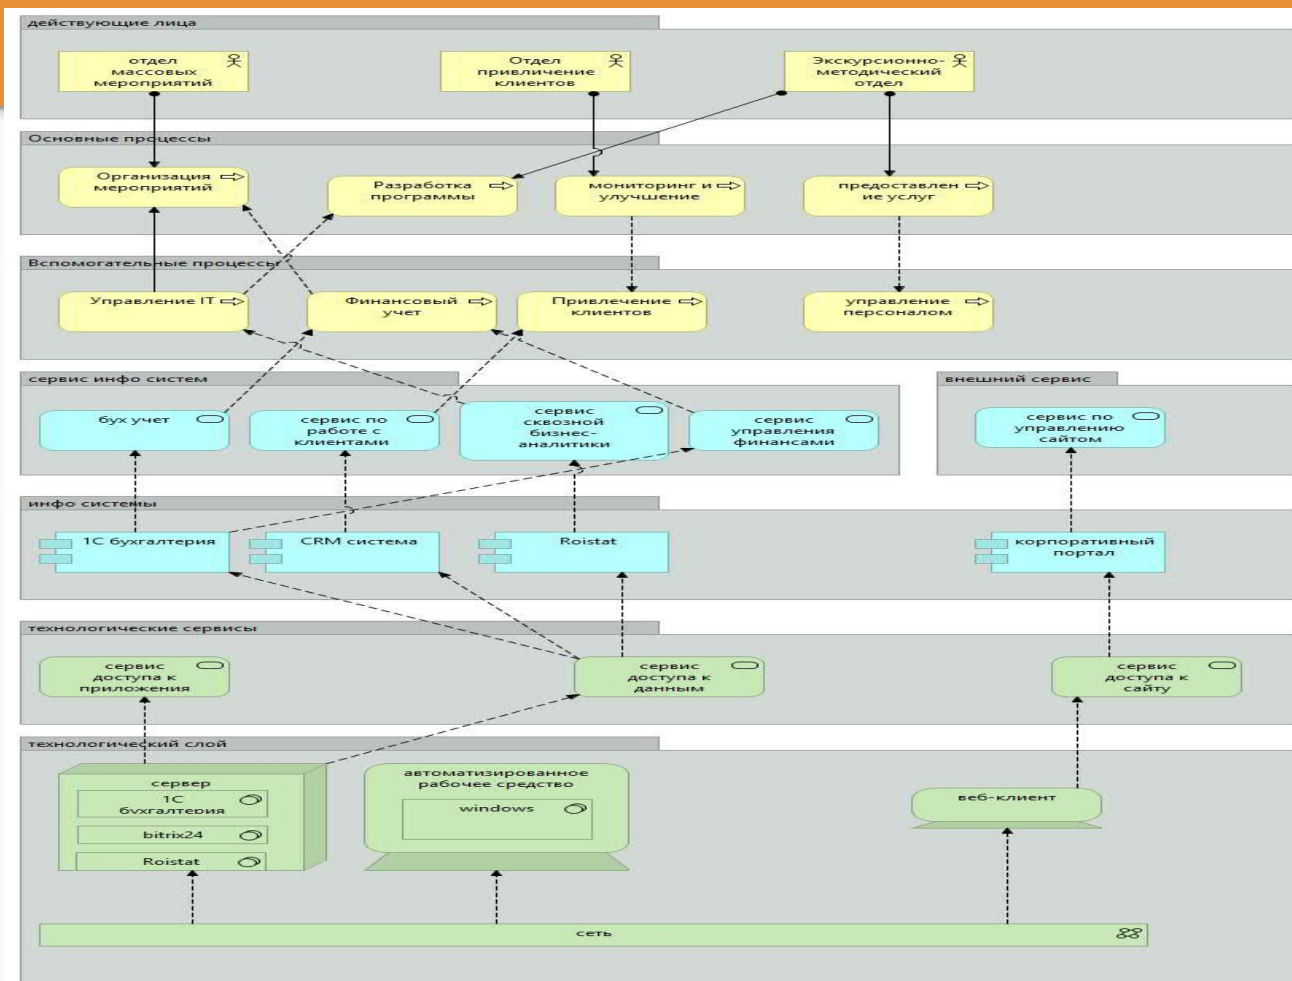 действующие лица
отдел
массовых
мероприятий
Отдел
привличение
клиентов
Экскурсионно-
методический
отдел
Основные процессы
Организация
мероприятий
Разработка
программы
мониторинг и
улучшение
предоставлен
ие услуг
Вспомогательные процессы
Управление IT
Финансовый
учет
Привлечение
клиентов
управление
персоналом
сервис инфо систем
внешний сервис
бух учет
сервис по
работе с
клиентами
сервис
сквозной
бизнес-
аналитики
сервис
управления
финансами
сервис по
управлению
сайтом
инфо системы
1С бухгалтерия
CRM система
Roistat
корпоративный
портал
технологические сервисы
сервис
доступа к
приложения
сервис
доступа к
данным
сервис
доступа к
сайту
технологический слой
сервер
1С
бухгалтерия
bitrix24
Roistat
автоматизированное
рабочее средство
windows
веб-клиент
сеть